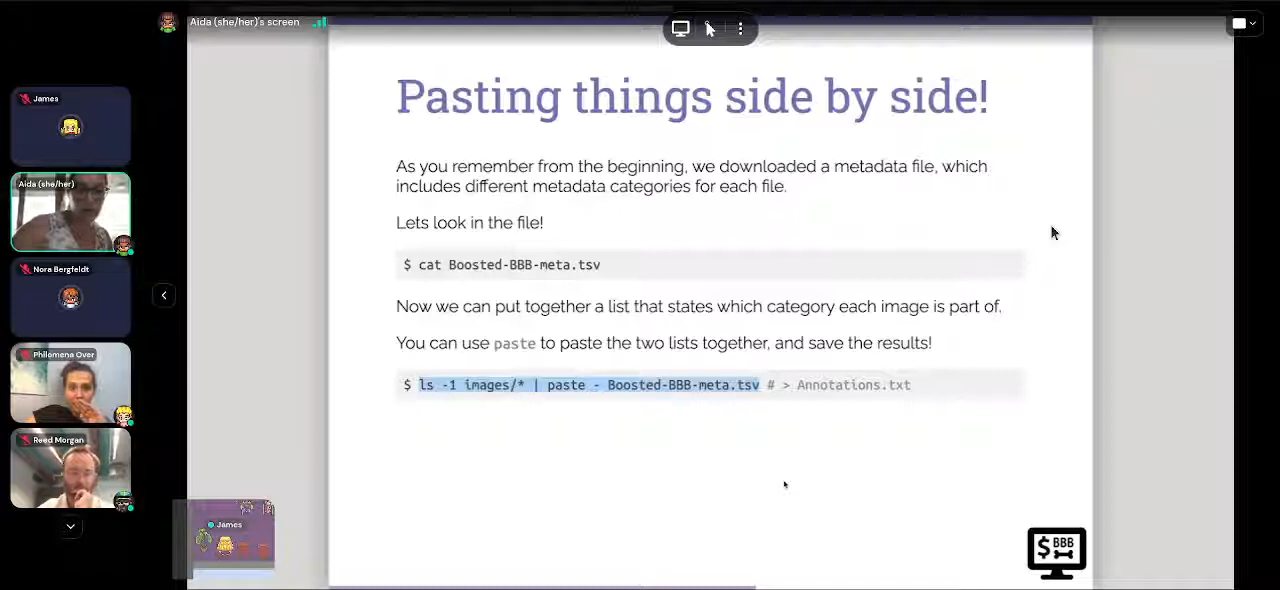 Aida (she/her)'s screen
James
Aida (she/her)
Nora Bergfeldt
Philomena Over
Reed Morgan
James
Pasting things side by side!
As you remember from the beginning, we downloaded a metadata file, which
includes different metadata categories for each file.
Lets look in the file!
$ cat Boosted-BBB-meta.tsv
Now we can put together a list that states which category each image is part of.
You can use paste to paste the two lists together, and save the results!
$ ls -1 images/* | paste - Boosted-BBB-meta.tsv # > Annotations.txt
$ BBB